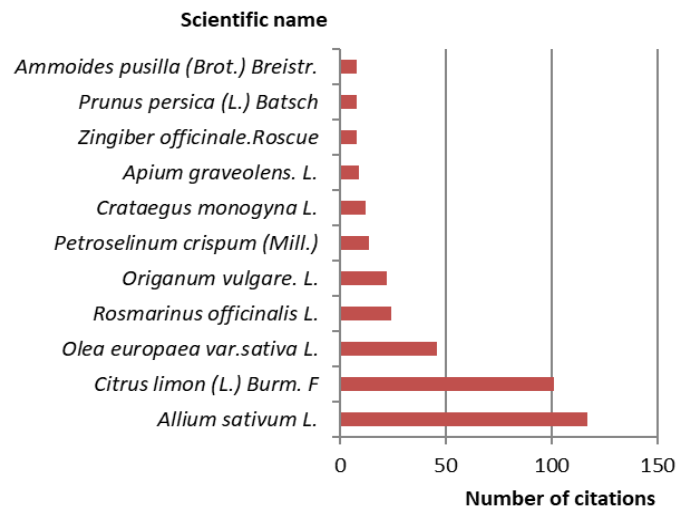 Scientific name
Ammoides pusilla (Brot.) Breistr.
Prunus persica (L.) Batsch
Zingiber officinale.Roscue
Apium graveolens. L.
Crataegus monogyna L.
Petroselinum crispum (Mill.)
Origanum vulgare. L.
Rosmarinus officinalis L.
Olea europaea var.sativa L.
Citrus limon (L.) Burm. F
Allium sativum L.
0 50 100 150
Number of citations